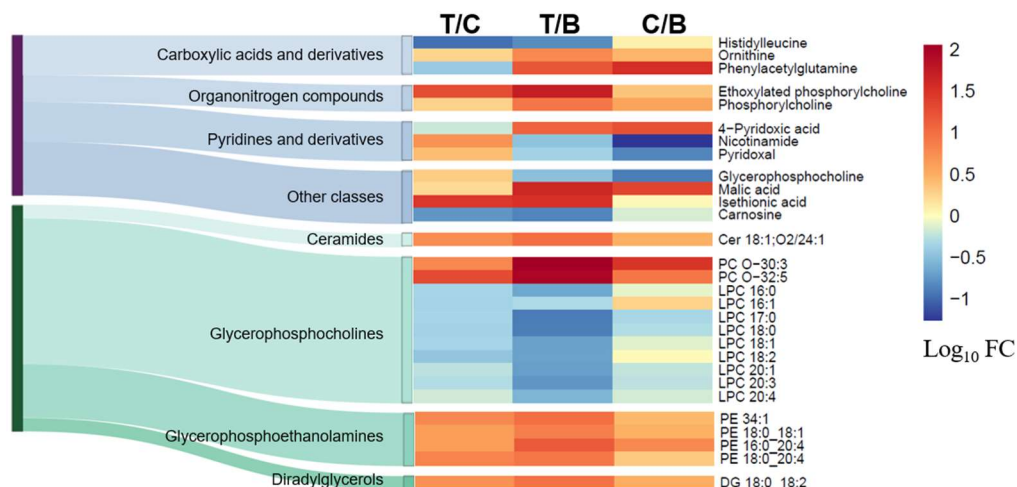 T/C T/B C/B
Carboxylic acids and derivatives
Histidylleucine
Ornithine
Phenylacetylglutamine
Organonitrogen compounds
Ethoxylated phosphorylcholine
Phosphorylcholine
Pyridines and derivatives
4−Pyridoxic acid
Nicotinamide
Pyridoxal
Other classes
Glycerophosphocholine
Malic acid
Isethionic acid
Carnosine
Ceramides
Cer 18:1;O2/24:1
Glycerophosphocholines
PC O−30:3
PC O−32:5
LPC 16:0
LPC 16:1
LPC 17:0
LPC 18:0
LPC 18:1
LPC 18:2
LPC 20:1
LPC 20:3
LPC 20:4
Glycerophosphoethanolamines
PE 34:1
PE 18:0_18:1
PE 16:0_20:4
PE 18:0_20:4
Diradylglycerols
DG 18:0_18:2
2
1.5
1
0.5
0
−0.5
−1
Log₁₀ FC